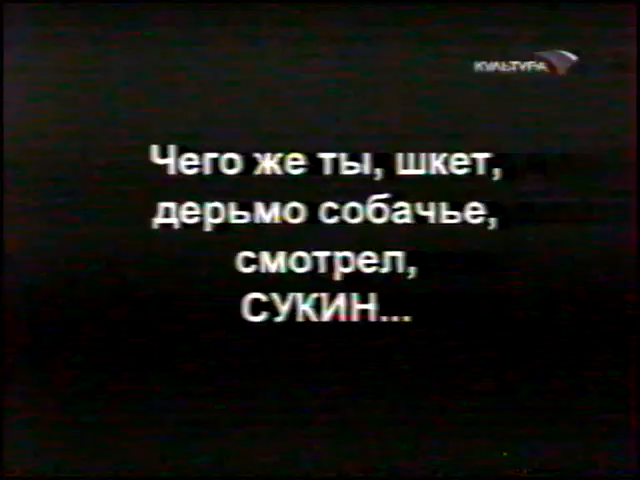 КУЛЬТУРА
Чего же ты, шкет,
дерьмо собачье,
смотрел,
СУКИН...